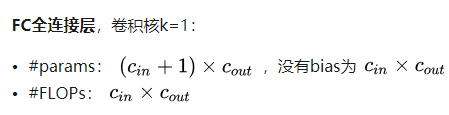 FC全连接层，卷积核k=1：
• #params： (c_in + 1) × c_out ，没有bias为 c_in × c_out
• #FLOPs： c_in × c_out